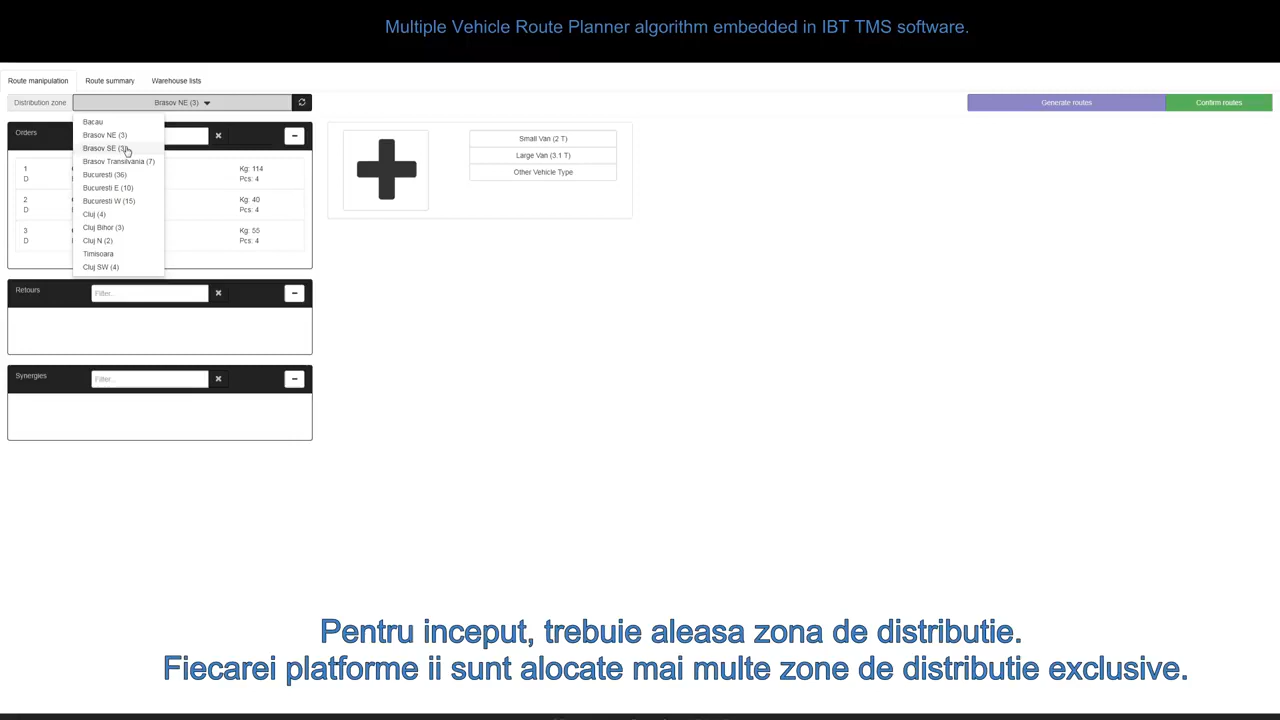 Multiple Vehicle Route Planner algorithm embedded in IBT TMS software.
Route manipulation Route summary Warehouse lists
Distribution zone Brasov NE (3) Generate routes Confirm routes
Bacau
Brasov NE (3)
Brasov SE (3)
Brasov Transilvania (7)
Bucuresti (36)
Bucuresti E (10)
Bucuresti W (15)
Cluj (4)
Cluj Bihor (3)
Cluj N (2)
Timisoara
Cluj SW (4)
Orders
1 Kg: 114
D Pcs: 4
2 Kg: 40
D Pcs: 4
3 Kg: 55
D Pcs: 4
Small Van (2 T)
Large Van (3.1 T)
Other Vehicle Type
Retours Filter...
Synergies Filter...
Pentru inceput, trebuie aleasa zona de distributie.
Fiecarei platforme ii sunt alocate mai multe zone de distributie exclusive.